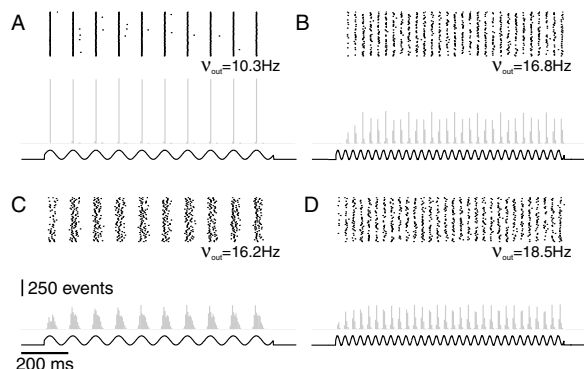 A
B
ν_out=10.3Hz
ν_out=16.8Hz
C
D
ν_out=16.2Hz
ν_out=18.5Hz
250 events
200 ms